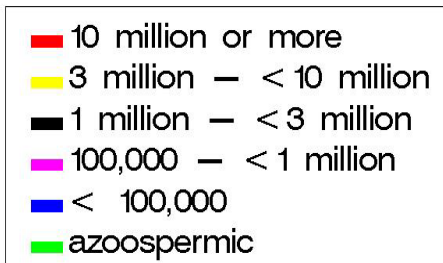 10 million or more
3 million – <10 million
1 million – <3 million
100,000 – <1 million
< 100,000
azoospermic